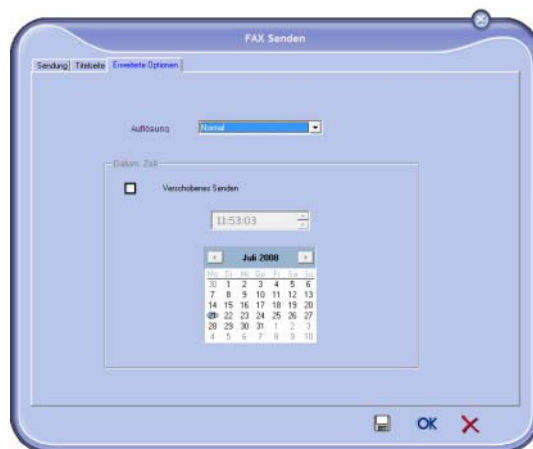 FAX Senden
Sendung Titelseite Erweiterte Optionen
Auflösung Normal
Datum Zeit
Verschobenes Senden
11:53:03
Juli 2008
Mo Di Mi Do Fr Sa So
30 1 2 3 4 5 6
7 8 9 10 11 12 13
14 15 16 17 18 19 20
21 22 23 24 25 26 27
28 29 30 31 1 2 3
4 5 6 7 8 9 10
OK